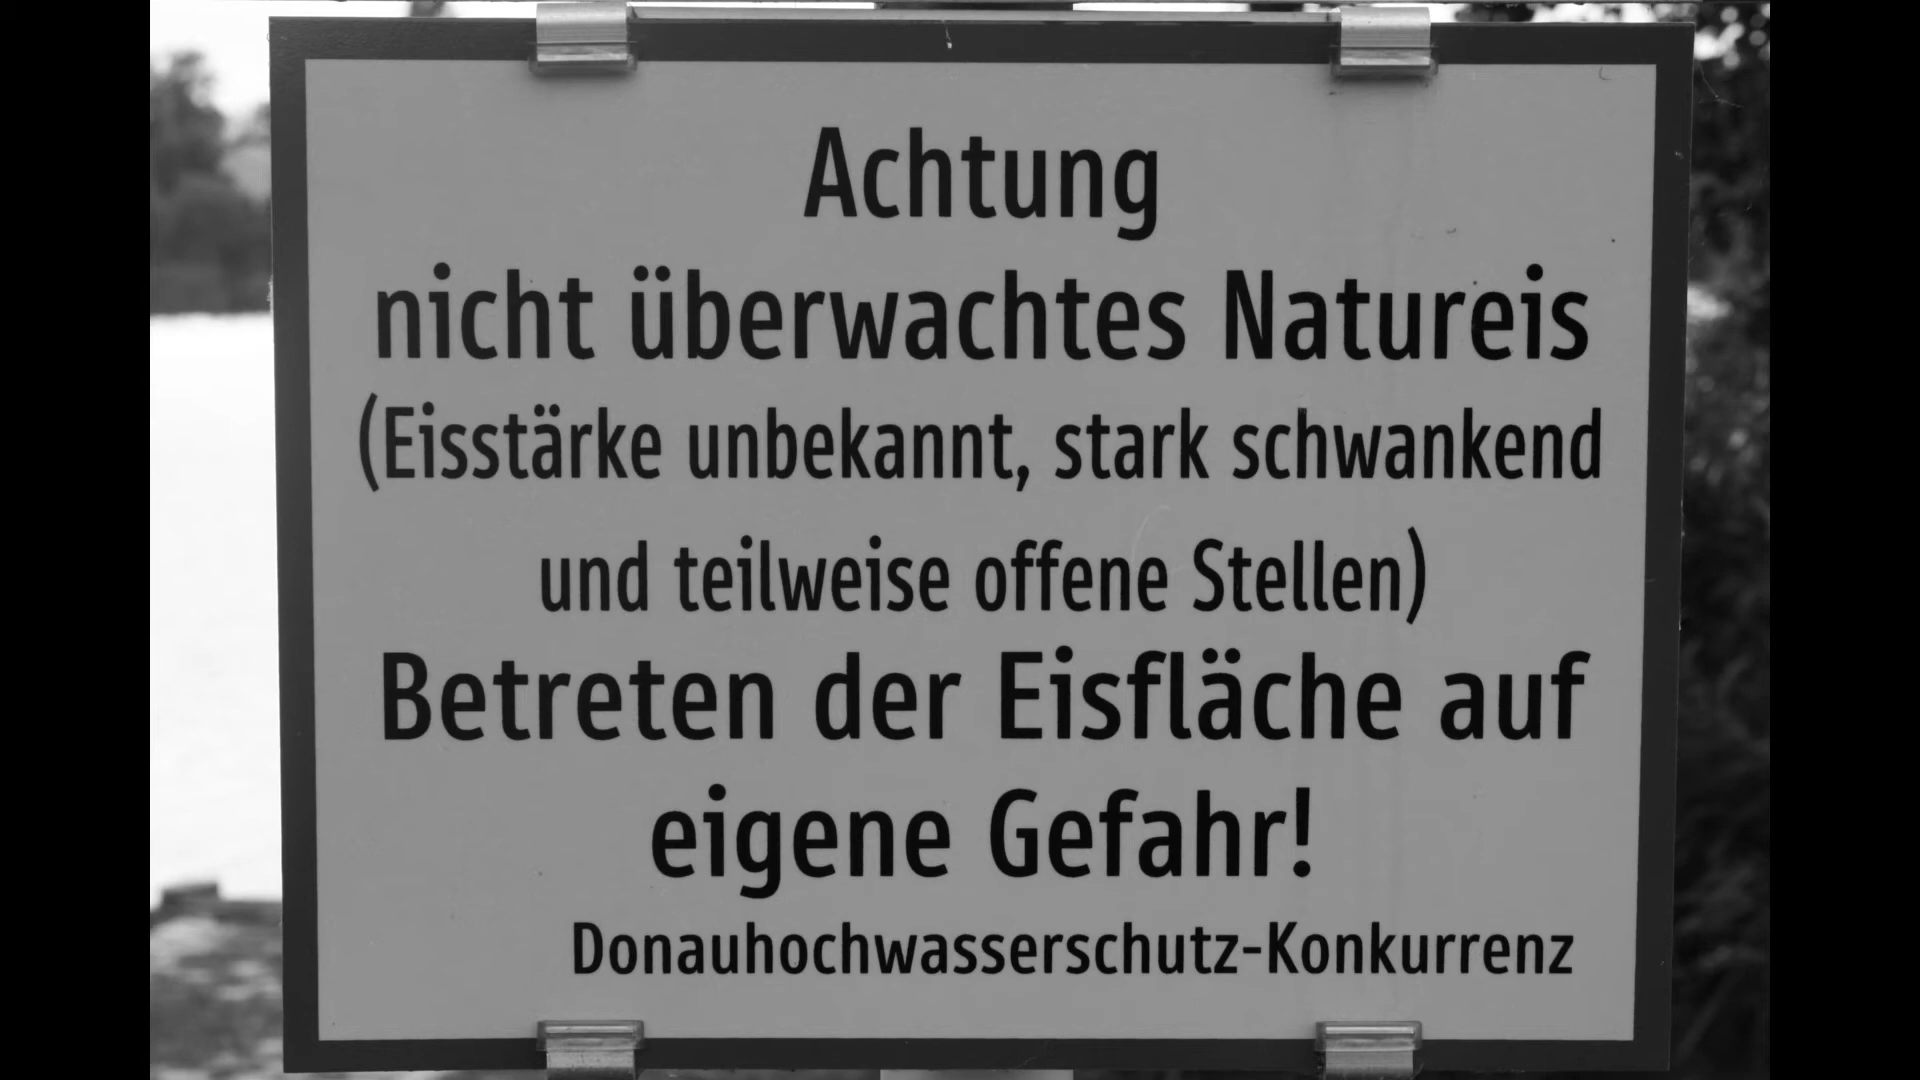 Achtung
nicht überwachtes Natureis
(Eisstärke unbekannt, stark schwankend
und teilweise offene Stellen)
Betreten der Eisfläche auf
eigene Gefahr!
Donauhochwasserschutz-Konkurrenz